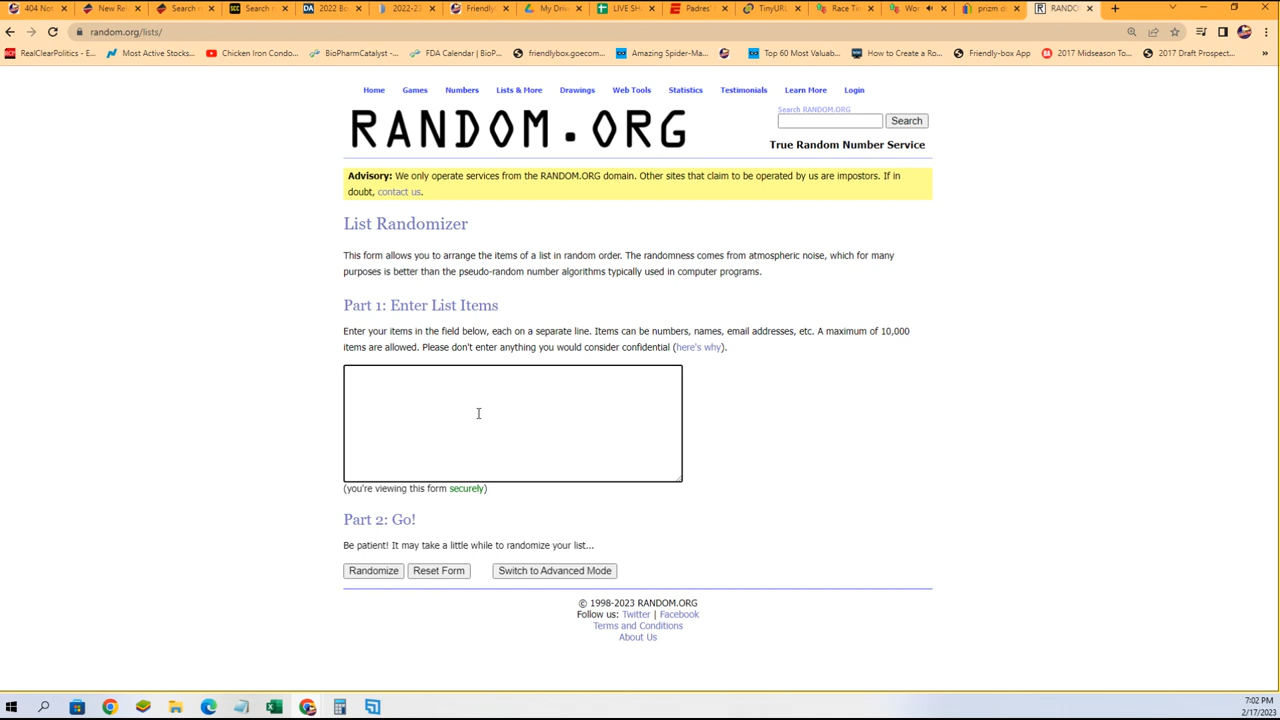 404 Not
New Rel
Search r
Search r
2022 Bo
2022-23
Friendly
My Driv
LIVE SH
Padres'
TinyURL
Race Tin
Wo
prizm d
RANDO
random.org/lists/
RealClearPolitics - E...
Most Active Stocks...
Chicken Iron Condo...
BioPharmCatalyst -...
FDA Calendar | BioP...
friendlybox.goecom...
Amazing Spider-Ma...
Top 60 Most Valuab...
How to Create a Ro...
Friendly-box App
2017 Midseason To...
2017 Draft Prospect...
»
Home Games Numbers Lists & More Drawings Web Tools Statistics Testimonials Learn More Login
RANDOM.ORG
Search RANDOM.ORG
Search
True Random Number Service
Advisory: We only operate services from the RANDOM.ORG domain. Other sites that claim to be operated by us are impostors. If in
doubt, contact us.
List Randomizer
This form allows you to arrange the items of a list in random order. The randomness comes from atmospheric noise, which for many
purposes is better than the pseudo-random number algorithms typically used in computer programs.
Part 1: Enter List Items
Enter your items in the field below, each on a separate line. Items can be numbers, names, email addresses, etc. A maximum of 10,000
items are allowed. Please don't enter anything you would consider confidential (here's why).
(you're viewing this form securely)
Part 2: Go!
Be patient! It may take a little while to randomize your list...
Randomize Reset Form Switch to Advanced Mode
© 1998-2023 RANDOM.ORG
Follow us: Twitter | Facebook
Terms and Conditions
About Us
7:02 PM
2/17/2023